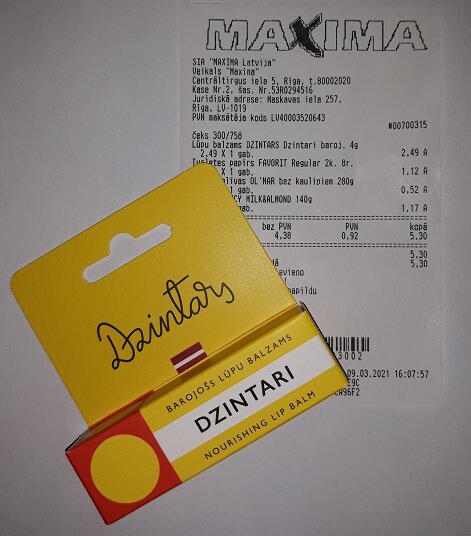 MAXIMA
SIA "MAXIMA Latvija"
Veikals "Maxima"
Centrāltirgus iela 5, Rīga, t.80002020
Kase Nr.2, šas. Nr.53R0294516
Juridiskā adrese: Maskavas iela 257,
Rīga, LV-1019
PVN maksātāja kods LV40003520643
#00700315
čeks 300/758
Lūpu balzams DZINTARS Dzintari baroj. 4g
2,49 X 1 gab. 2,49 A
Tualetes papīrs FAVORIT Regular 2k. 8r.
X 1 gab. 1,12 A
OL'MAR bez kauliņiem 280g
gab. 0,52 A
MILK&ALMOND 140g
gab. 1,17 A
bez PVN PVN kopā
4,38 0,92 5,30
5,30
5,30
3002
09.03.2021 16:07:57
Dzintars
BAROJOŠS LŪPU BALZAMS
DZINTARI
NOURISHING LIP BALM